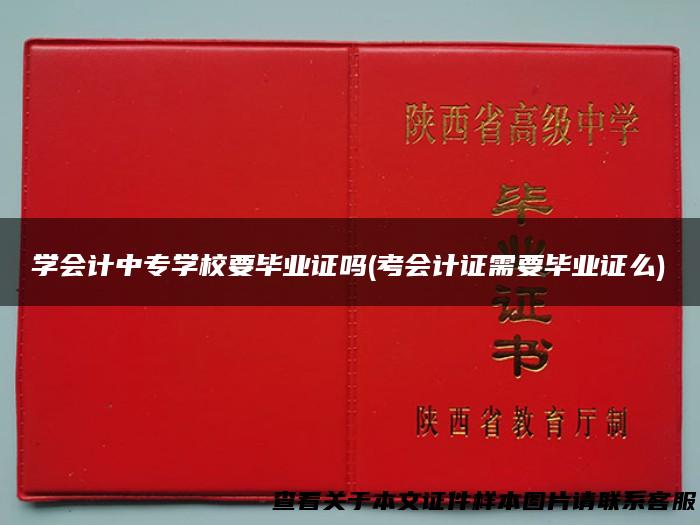 陕西省高级中学
毕业证书
学会计中专学校要毕业证吗(考会计证需要毕业证么)
陕西省教育厅制
查看关于本文证件样本图片请联系客服